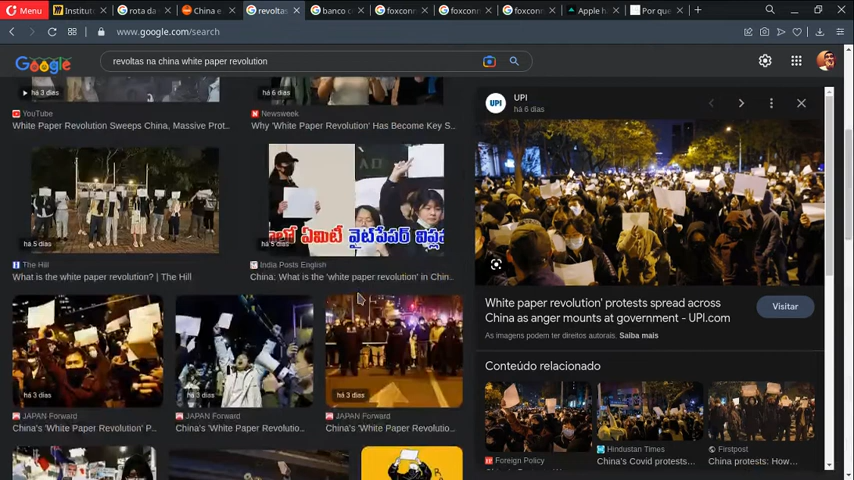 Menu
Institut
rota da
China e
revoltas
banco c
foxconn
foxconn
foxconn
Apple h
Por que
www.google.com/search
Google
revoltas na china white paper revolution
há 3 dias
YouTube
White Paper Revolution Sweeps China, Massive Prot...
há 6 dias
Newsweek
Why 'White Paper Revolution' Has Become Key S...
UPI
UPI
há 6 dias
há 5 dias
The Hill
What is the white paper revolution? | The Hill
లో ఏమిటీ వైట్‌పేపర్ విప్లవ
há 5 dias
India Posts English
China: What is the 'white paper revolution' in Chin...
White paper revolution' protests spread across
China as anger mounts at government - UPI.com
Visitar
As imagens podem ter direitos autorais. Saiba mais
Conteúdo relacionado
há 3 dias
JAPAN Forward
China's 'White Paper Revolution' P...
há 3 dias
JAPAN Forward
China's 'White Paper Revolutio...
há 3 dias
JAPAN Forward
China's 'White Paper Revolutio...
Foreign Policy
Hindustan Times
China's Covid protests...
Firstpost
China protests: How...